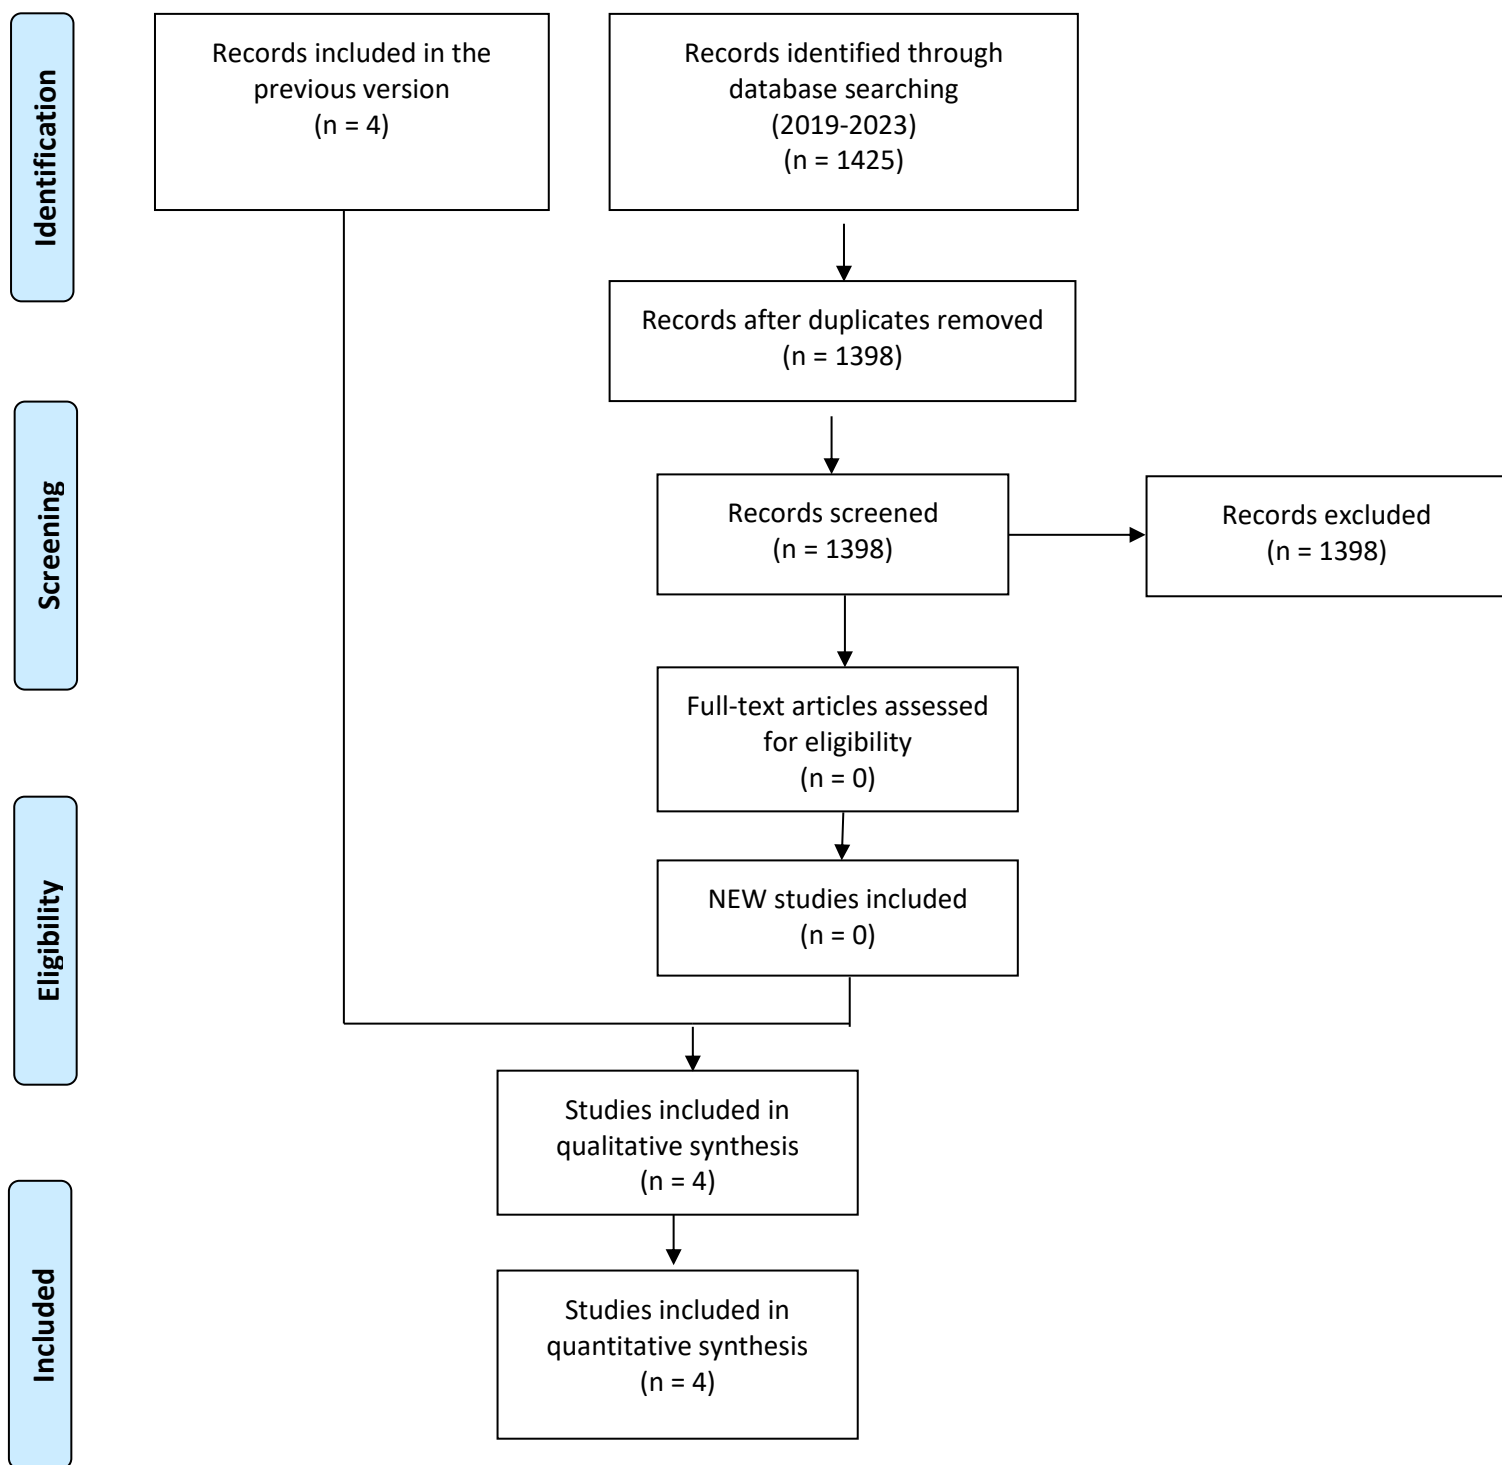 Identification
Records included in the
previous version
(n = 4)
Records identified through
database searching
(2019-2023)
(n = 1425)
Records after duplicates removed
(n = 1398)
Screening
Records screened
(n = 1398)
Records excluded
(n = 1398)
Full-text articles assessed
for eligibility
(n = 0)
Eligibility
NEW studies included
(n = 0)
Studies included in
qualitative synthesis
(n = 4)
Included
Studies included in
quantitative synthesis
(n = 4)